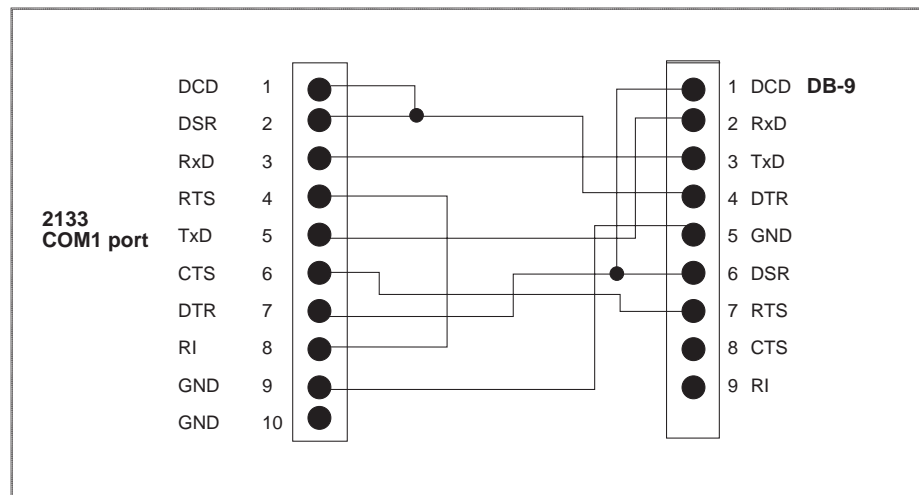 DCD 1
DSR 2
RxD 3
RTS 4
2133
COM1 port
TxD 5
CTS 6
DTR 7
RI 8
GND 9
GND 10
1 DCD DB-9
2 RxD
3 TxD
4 DTR
5 GND
6 DSR
7 RTS
8 CTS
9 RI